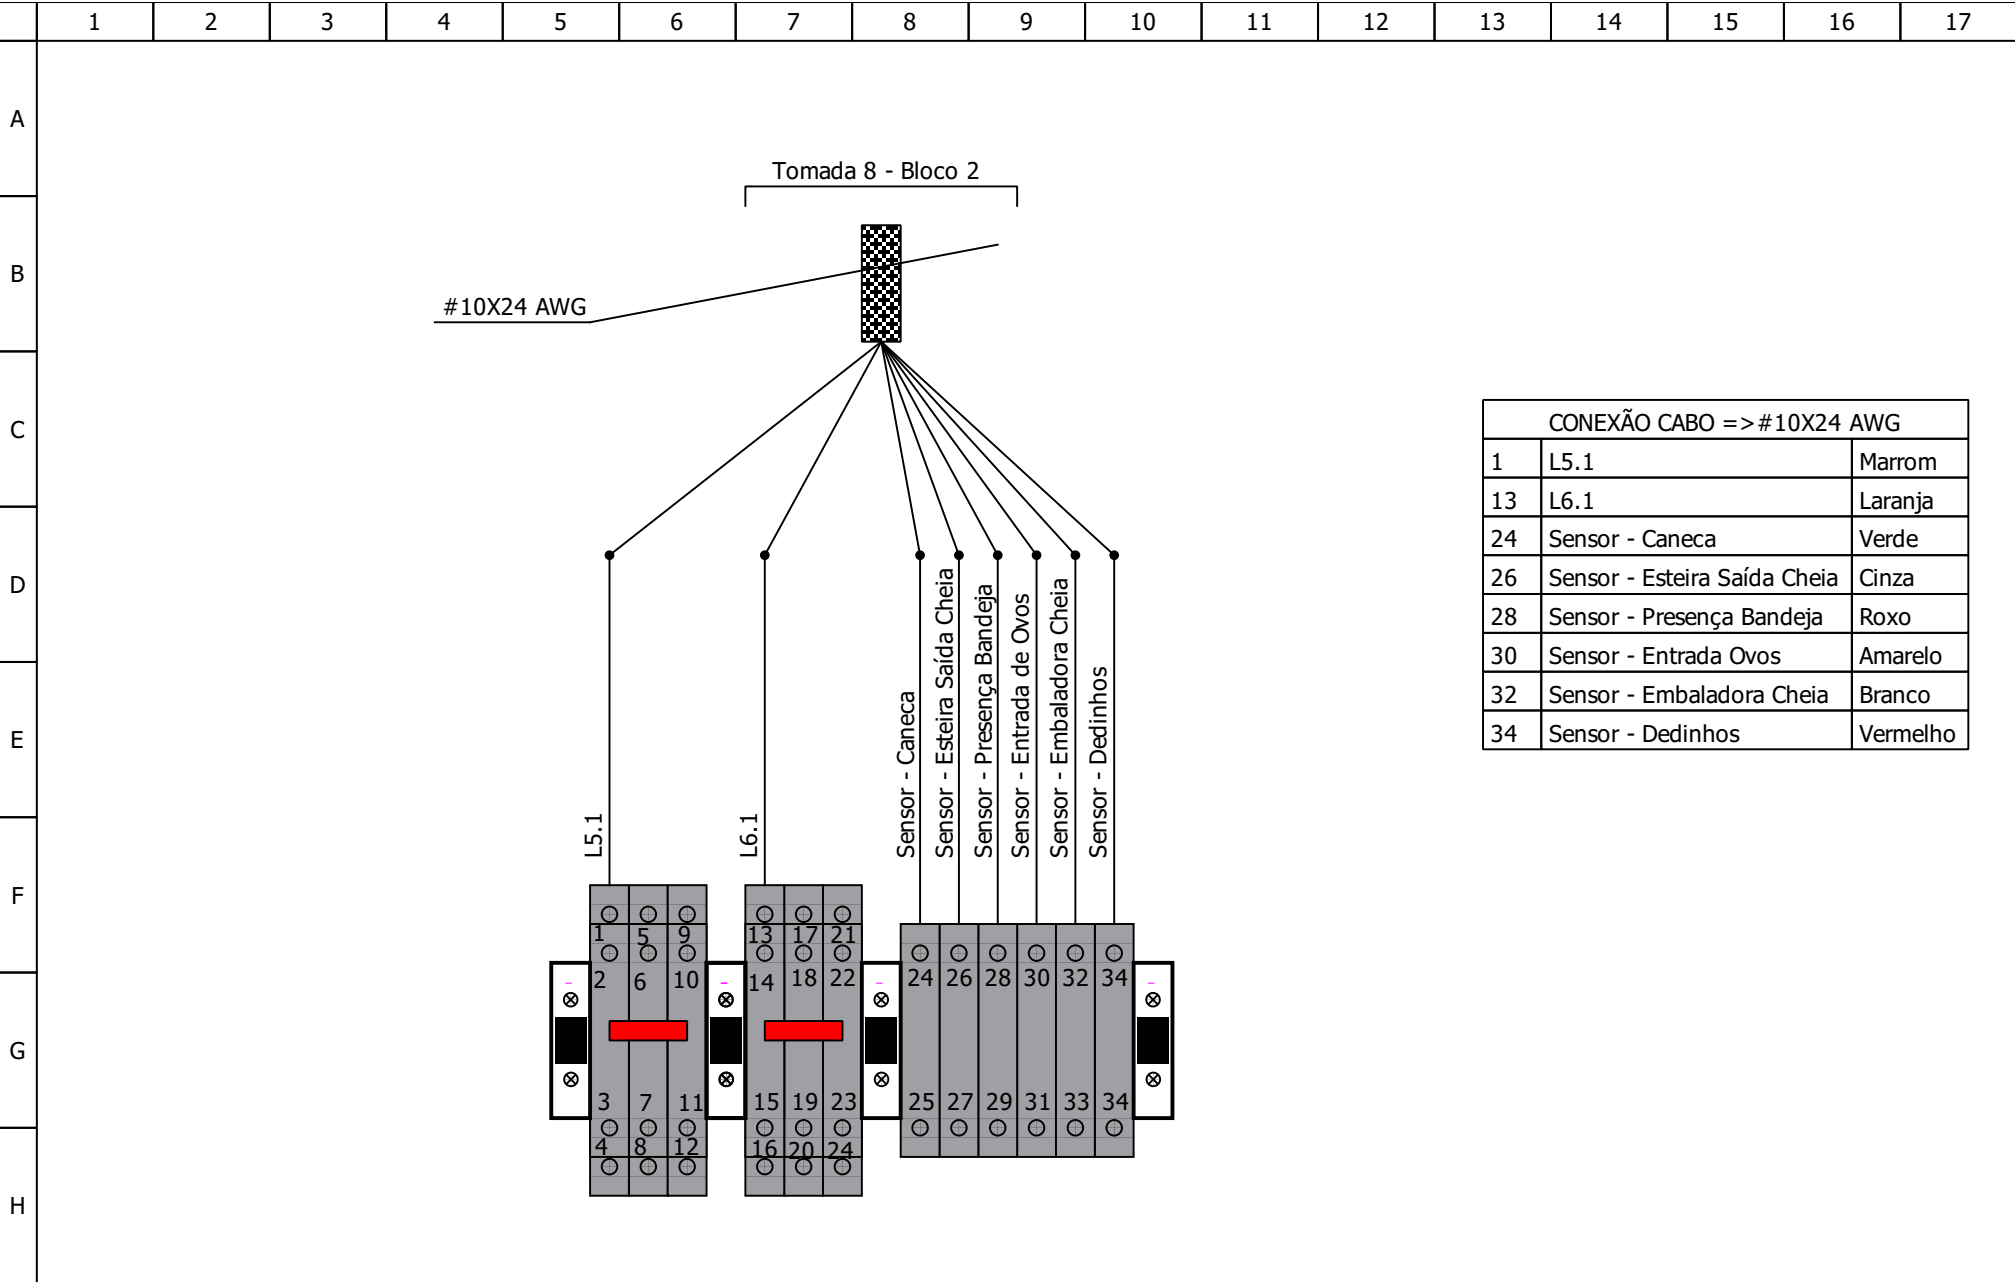 1 2 3 4 5 6 7 8 9 10 11 12 13 14 15 16 17
A
Tomada 8 - Bloco 2
B
#10X24 AWG
C
CONEXÃO CABO =>#10X24 AWG
1 L5.1 Marrom
13 L6.1 Laranja
24 Sensor - Caneca Verde
26 Sensor - Esteira Saída Cheia Cinza
28 Sensor - Presença Bandeja Roxo
30 Sensor - Entrada Ovos Amarelo
32 Sensor - Embaladora Cheia Branco
34 Sensor - Dedinhos Vermelho
D
E
L5.1
L6.1
Sensor - Caneca
Sensor - Esteira Saída Cheia
Sensor - Presença Bandeja
Sensor - Entrada de Ovos
Sensor - Embaladora Cheia
Sensor - Dedinhos
F
1 5 9 13 17 21
2 6 10 14 18 22 24 26 28 30 32 34
G
3 7 11 15 19 23 25 27 29 31 33 34
4 8 12 16 20 24
H